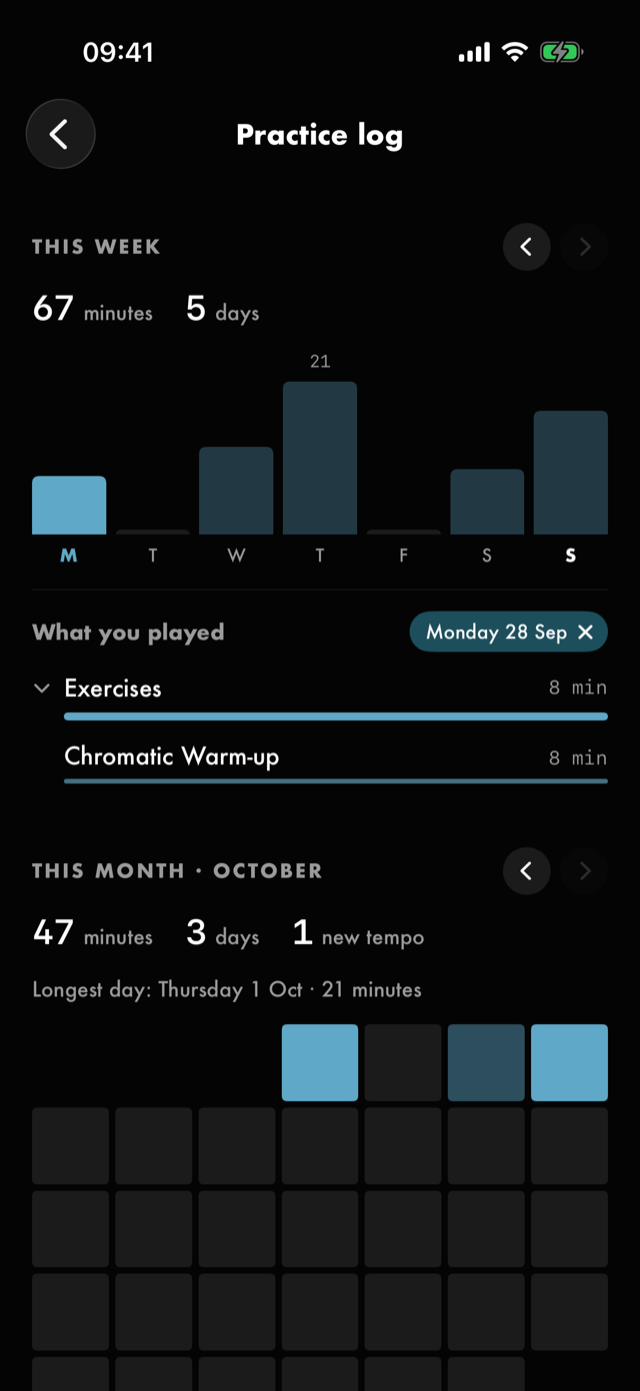 09:41
Practice log
THIS WEEK
67 minutes 5 days
21
M T W T F S S
What you played Monday 28 Sep ✕
Exercises 8 min
Chromatic Warm-up 8 min
THIS MONTH · OCTOBER
47 minutes 3 days 1 new tempo
Longest day: Thursday 1 Oct · 21 minutes